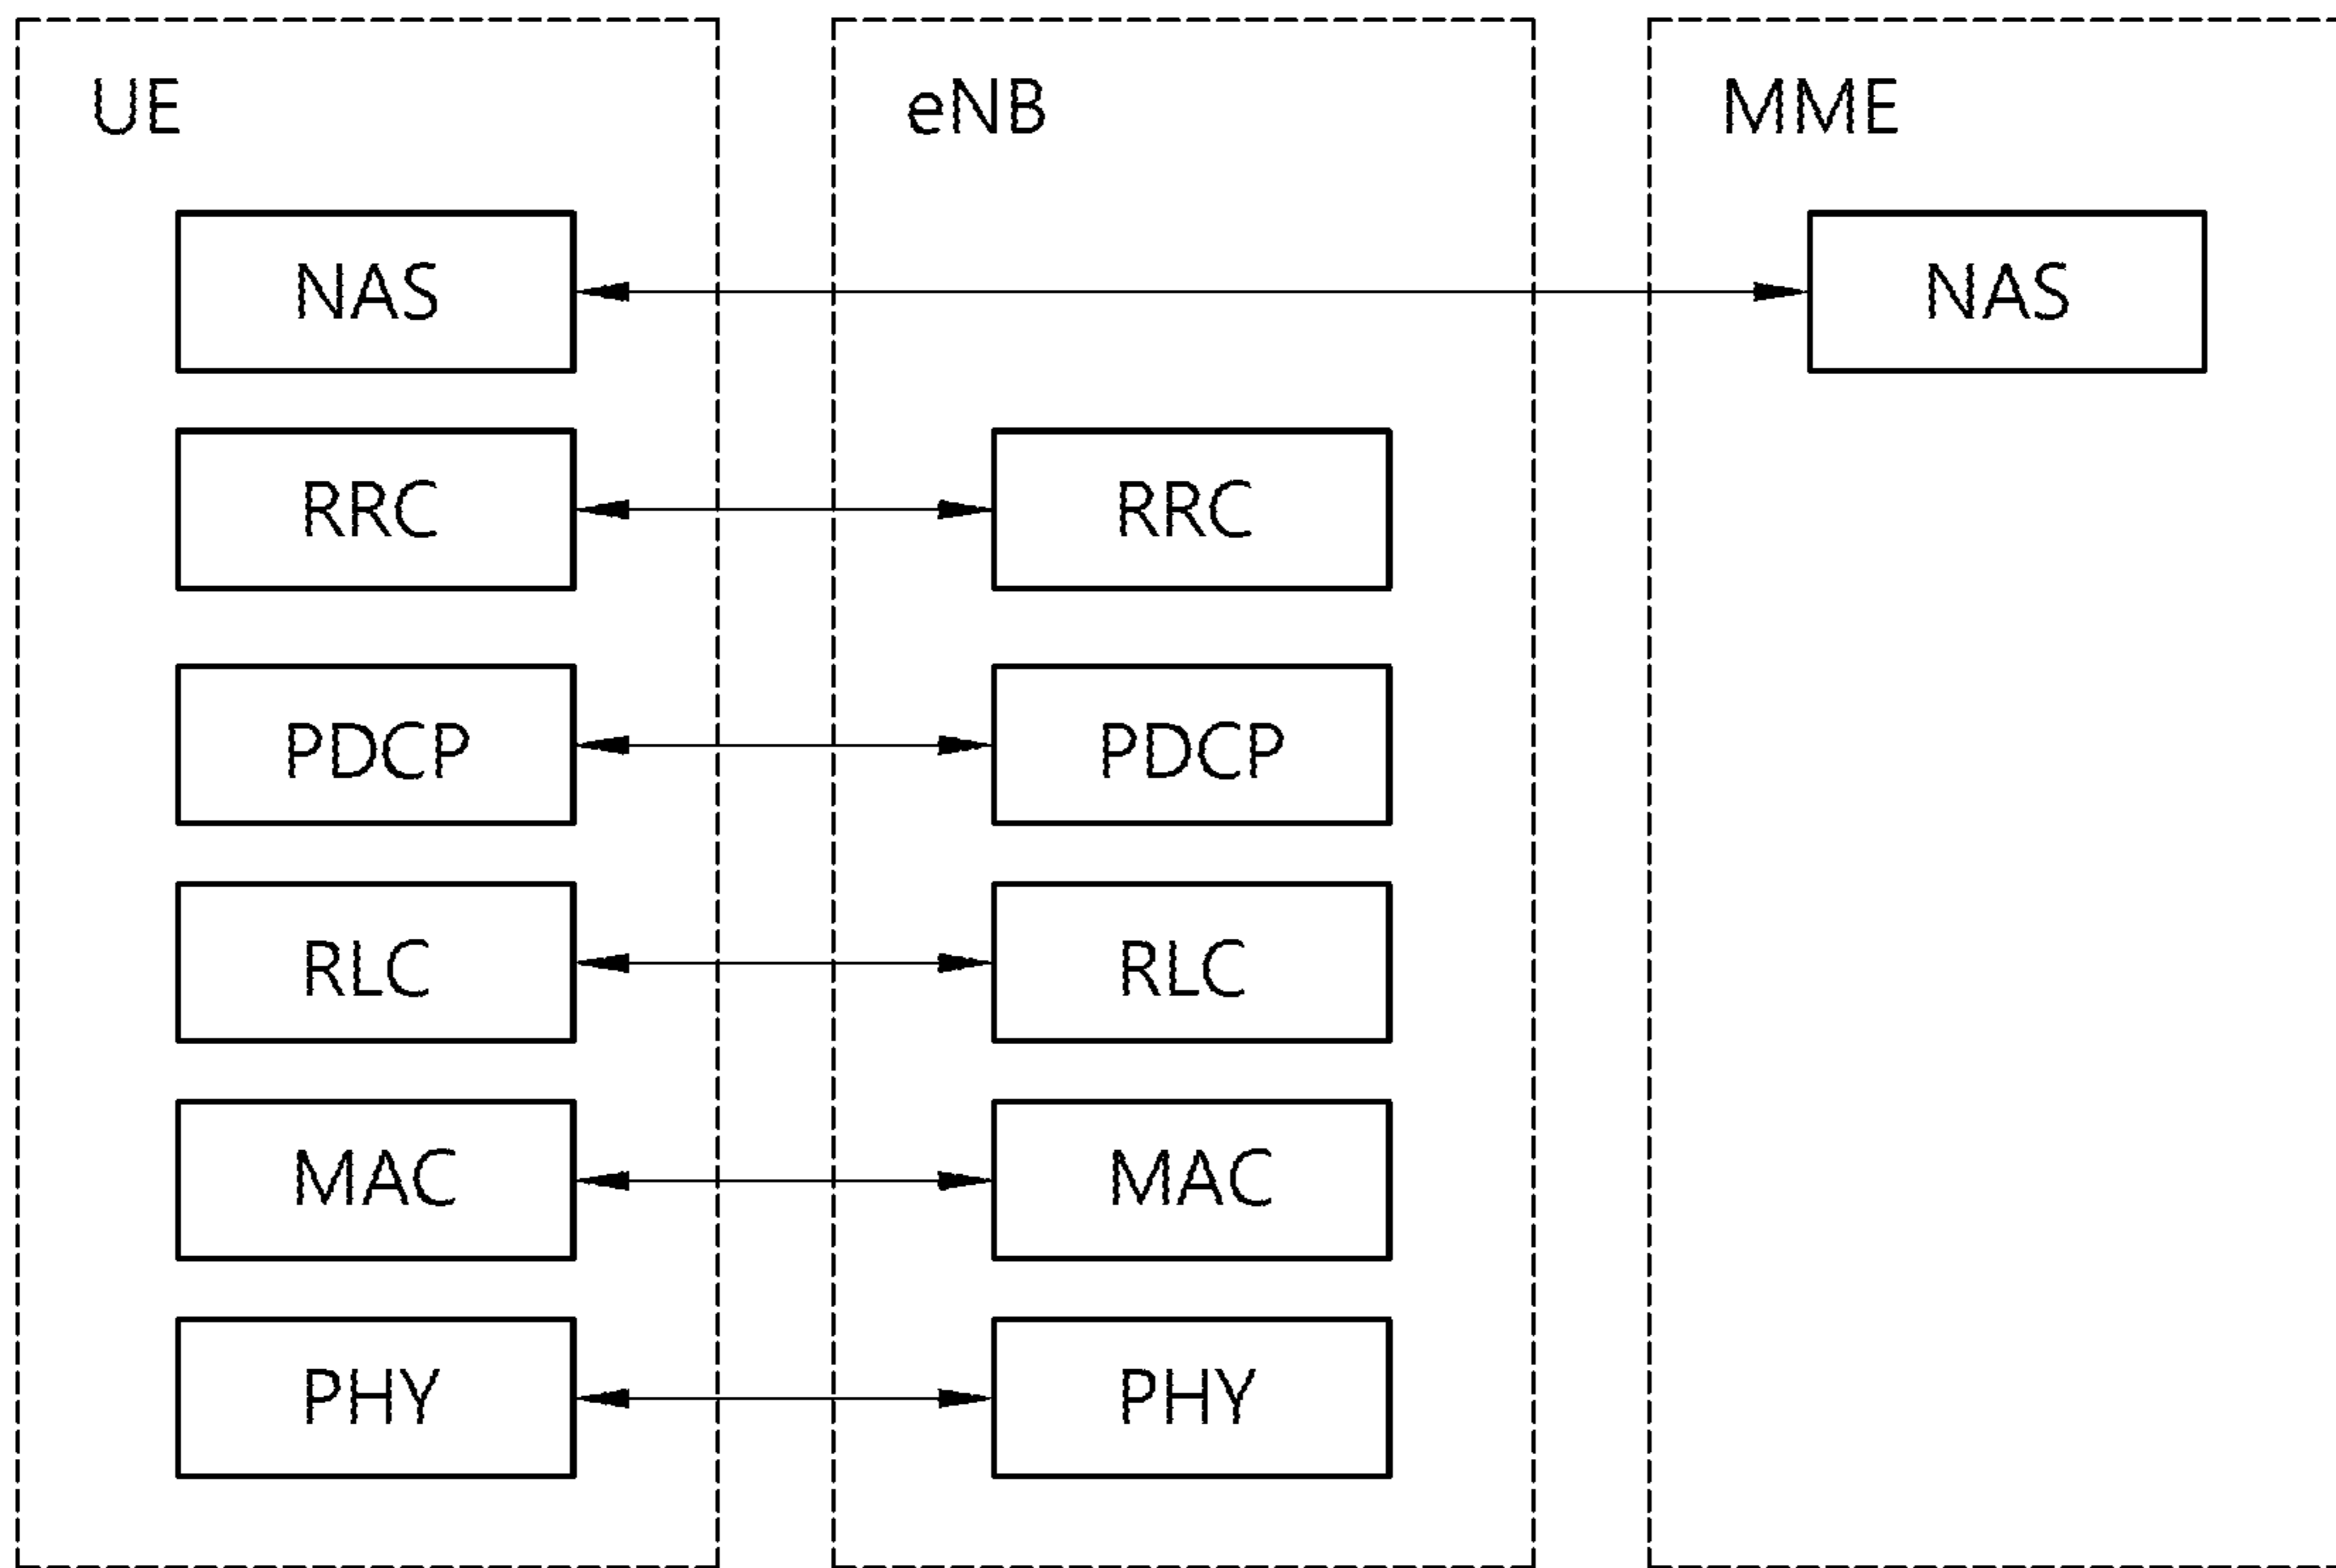 UE eNB MME
NAS NAS
RRC RRC
PDCP PDCP
RLC RLC
MAC MAC
PHY PHY